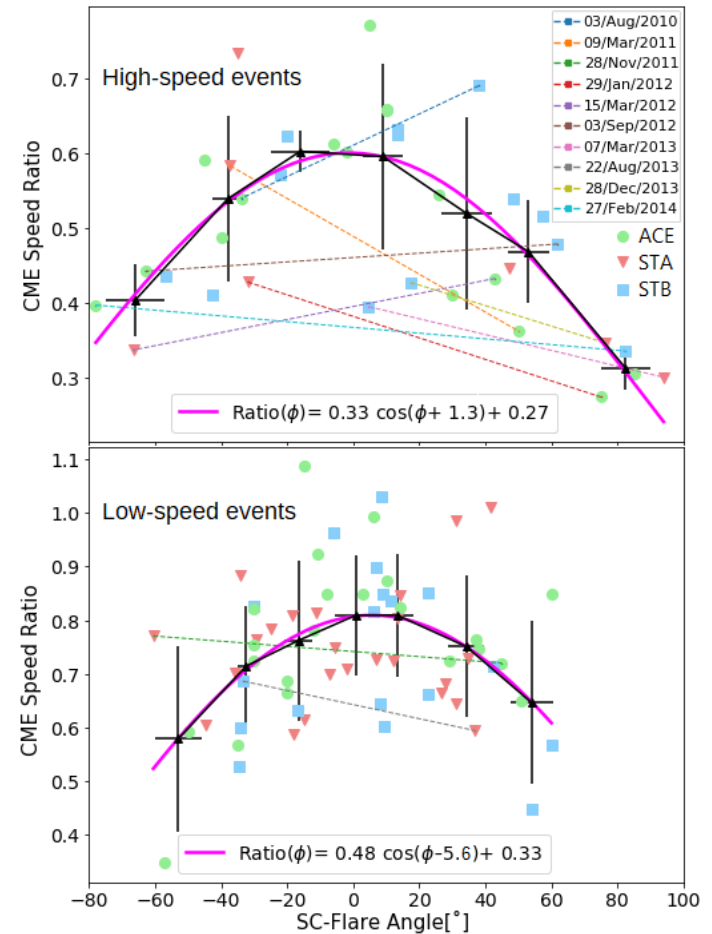 03/Aug/2010
09/Mar/2011
28/Nov/2011
29/Jan/2012
15/Mar/2012
03/Sep/2012
07/Mar/2013
22/Aug/2013
28/Dec/2013
27/Feb/2014
ACE
STA
STB
High-speed events
CME Speed Ratio
0.7
0.6
0.5
0.4
0.3
Ratio(ϕ)= 0.33 cos(ϕ+ 1.3)+ 0.27
Low-speed events
CME Speed Ratio
1.1
1.0
0.9
0.8
0.7
0.6
0.5
0.4
Ratio(ϕ)= 0.48 cos(ϕ–5.6)+ 0.33
−80 −60 −40 −20 0 20 40 60 80 100
SC-Flare Angle[˚]